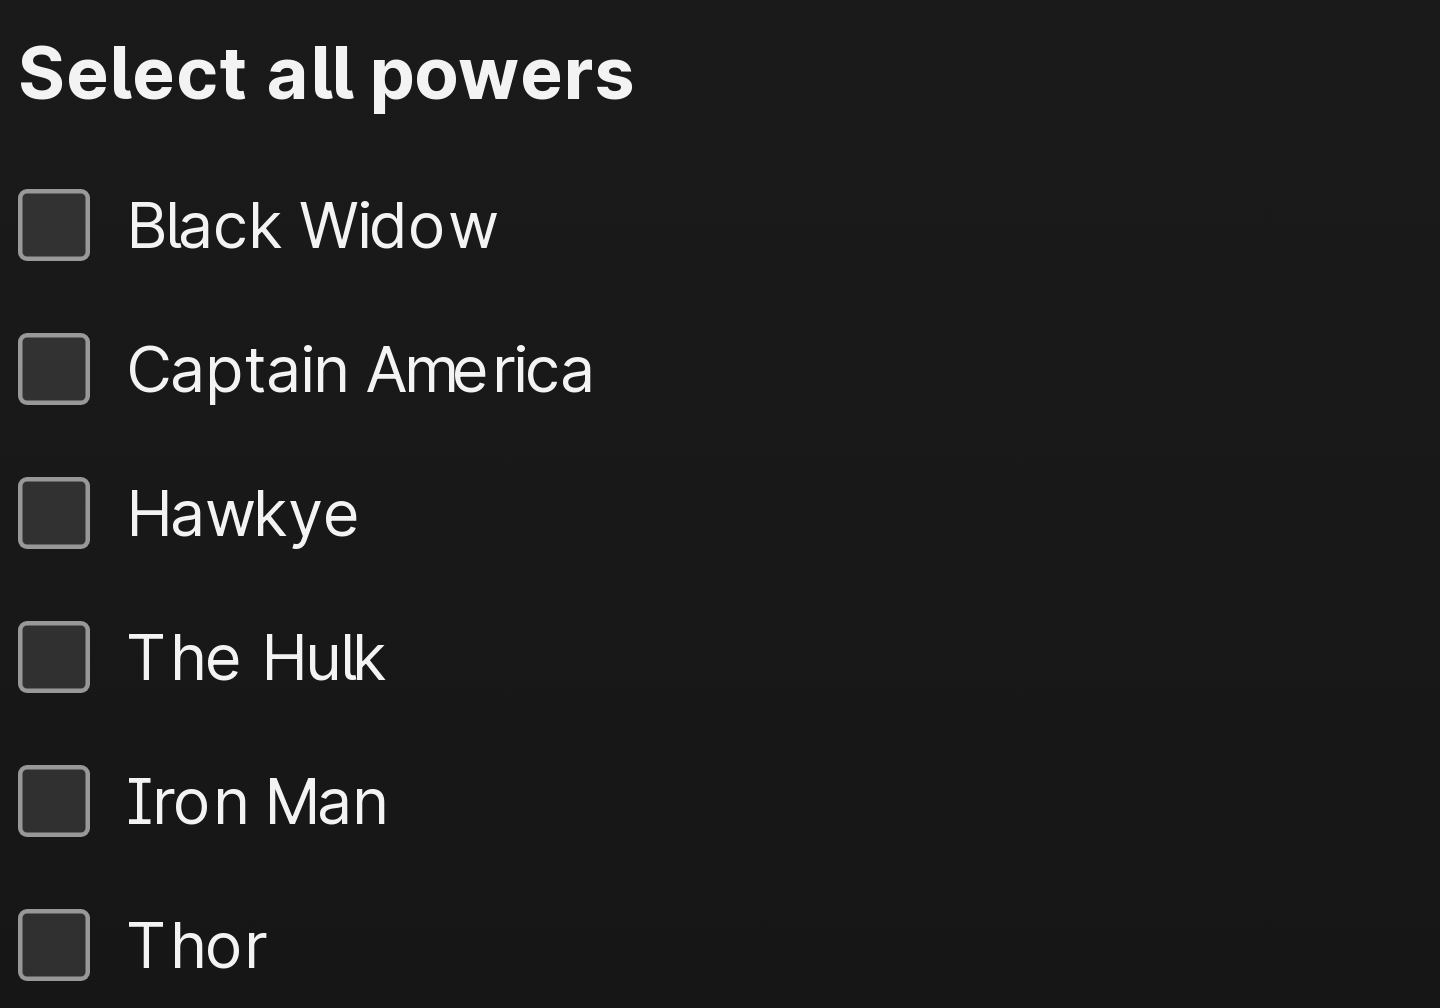 Select all powers
Black Widow
Captain America
Hawkye
The Hulk
Iron Man
Thor